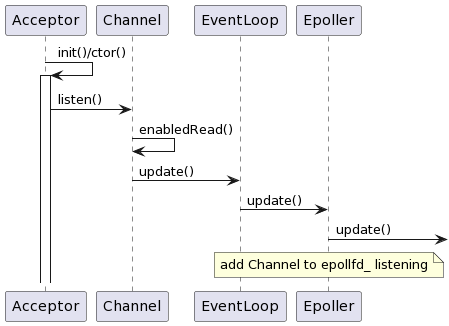 Acceptor Channel EventLoop Epoller
init()/ctor()
listen()
enabledRead()
update()
update()
update()
add Channel to epollfd_ listening
Acceptor Channel EventLoop Epoller